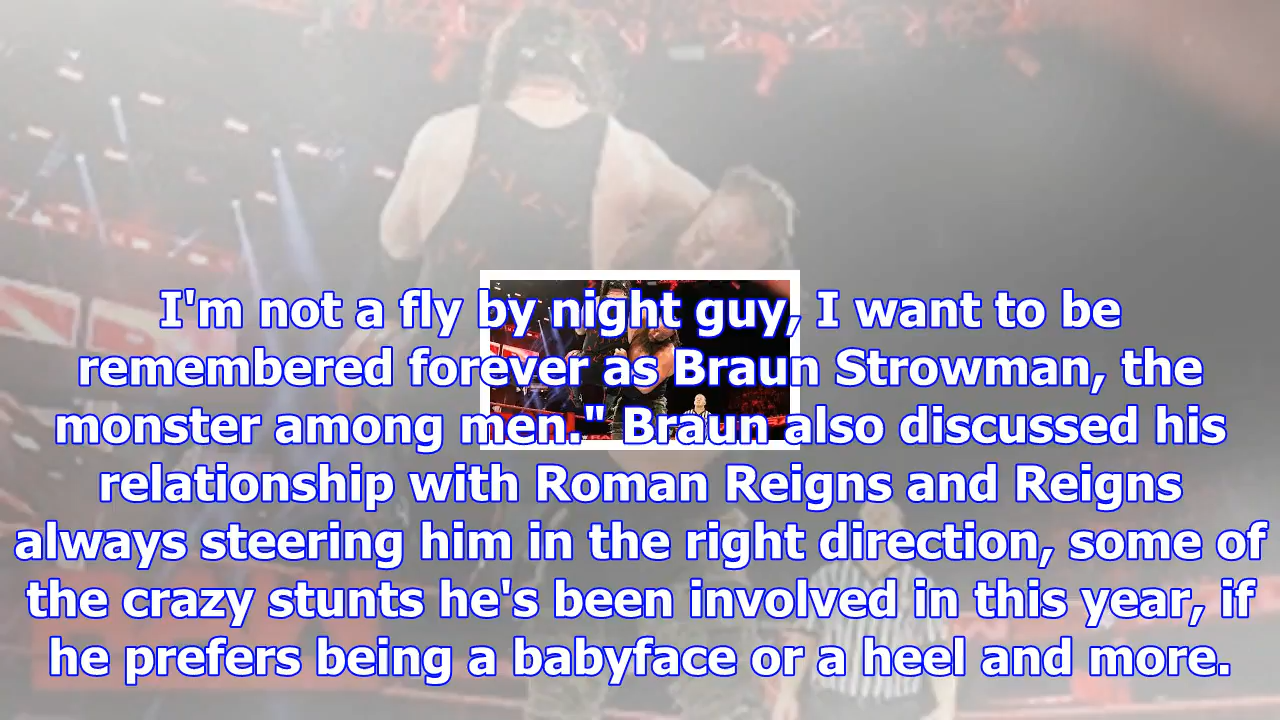 I'm not a fly by night guy, I want to be
remembered forever as Braun Strowman, the
monster among men." Braun also discussed his
relationship with Roman Reigns and Reigns
always steering him in the right direction, some of
the crazy stunts he's been involved in this year, if
he prefers being a babyface or a heel and more.